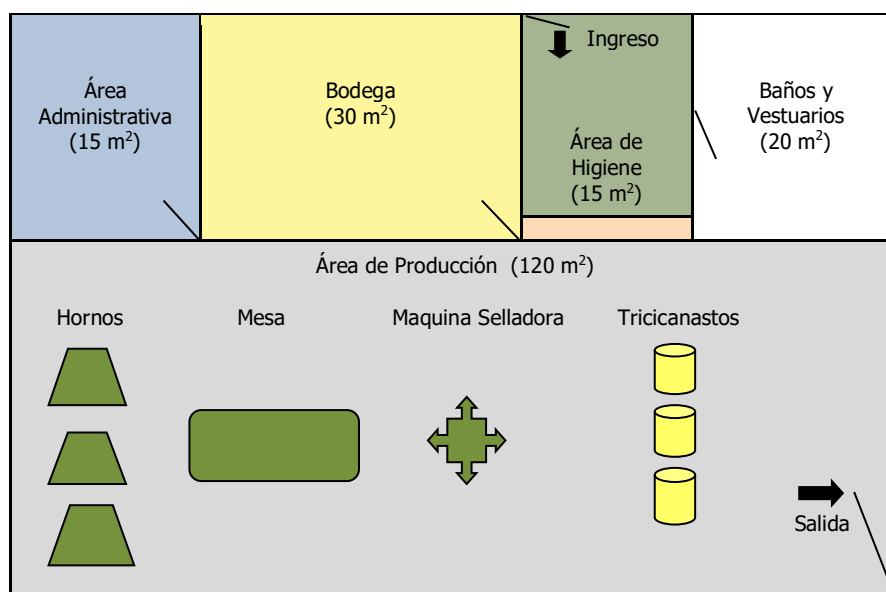 Área
Administrativa
(15 m²)
Bodega
(30 m²)
Ingreso
Área de
Higiene
(15 m²)
Baños y
Vestuarios
(20 m²)
Área de Producción (120 m²)
Hornos
Mesa
Maquina Selladora
Tricicanastos
Salida